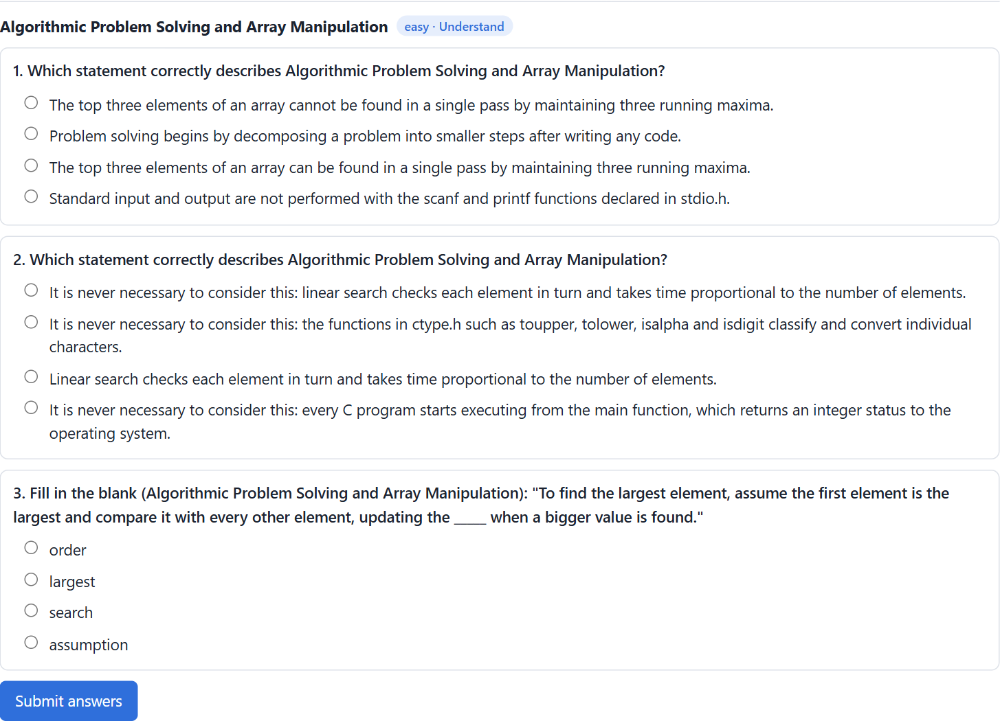 Algorithmic Problem Solving and Array Manipulation easy · Understand
1. Which statement correctly describes Algorithmic Problem Solving and Array Manipulation?
The top three elements of an array cannot be found in a single pass by maintaining three running maxima.
Problem solving begins by decomposing a problem into smaller steps after writing any code.
The top three elements of an array can be found in a single pass by maintaining three running maxima.
Standard input and output are not performed with the scanf and printf functions declared in stdio.h.
2. Which statement correctly describes Algorithmic Problem Solving and Array Manipulation?
It is never necessary to consider this: linear search checks each element in turn and takes time proportional to the number of elements.
It is never necessary to consider this: the functions in ctype.h such as toupper, tolower, isalpha and isdigit classify and convert individual
characters.
Linear search checks each element in turn and takes time proportional to the number of elements.
It is never necessary to consider this: every C program starts executing from the main function, which returns an integer status to the
operating system.
3. Fill in the blank (Algorithmic Problem Solving and Array Manipulation): "To find the largest element, assume the first element is the
largest and compare it with every other element, updating the ____ when a bigger value is found."
order
largest
search
assumption
Submit answers